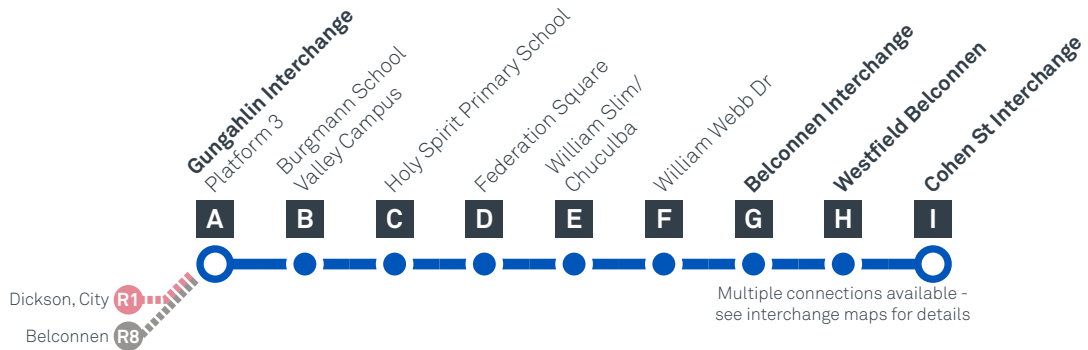 Gungahlin Interchange
Platform 3
Burgmann School
Valley Campus
Holy Spirit Primary School
Federation Square
William Slim/
Chuculba
William Webb Dr
Belconnen Interchange
Westfield Belconnen
Cohen St Interchange
A B C D E F G H I
Dickson, City R1
Belconnen R8
Multiple connections available -
see interchange maps for details